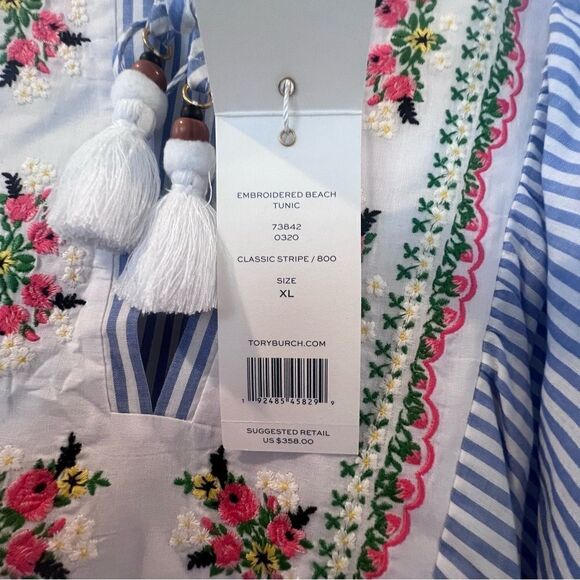 EMBROIDERED BEACH
TUNIC
73842
0320
CLASSIC STRIPE / 800
SIZE
XL
TORYBURCH.COM
1 92485 45829 9
SUGGESTED RETAIL
US $358.00